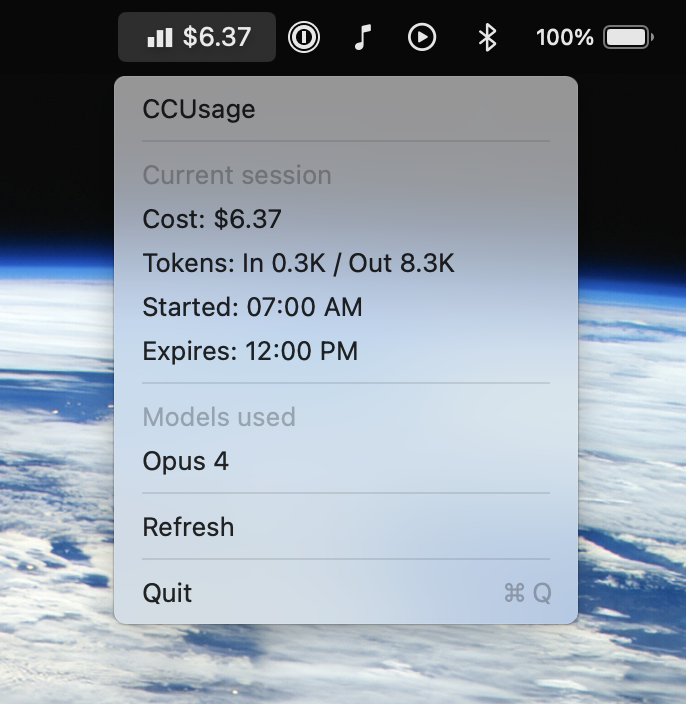 $6.37 100%
CCUsage
Current session
Cost: $6.37
Tokens: In 0.3K / Out 8.3K
Started: 07:00 AM
Expires: 12:00 PM
Models used
Opus 4
Refresh
Quit ⌘ Q